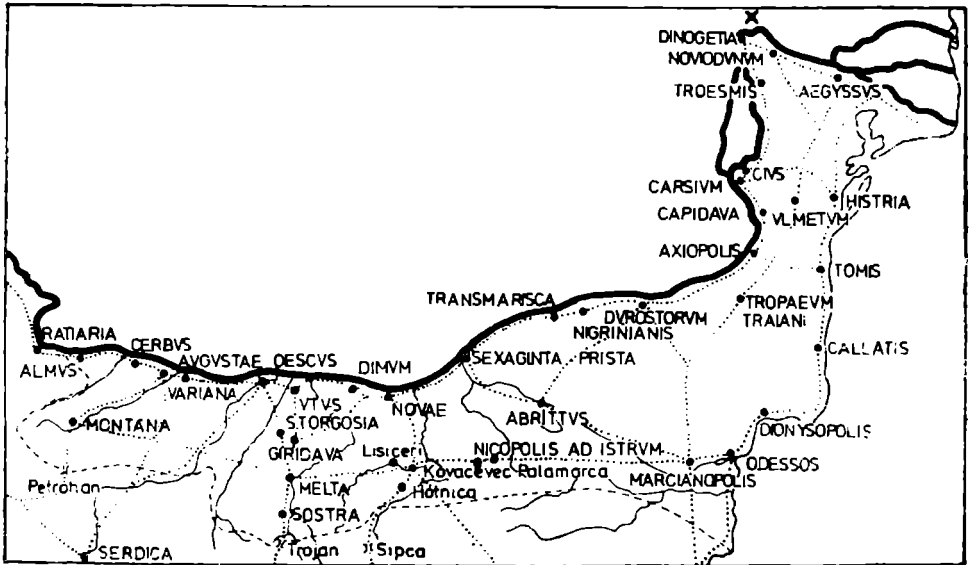 DINOGETIA
NOVIODVNVM
TROESMIS
AEGYSSVS
CIVS
CARSIVM
CAPIDAVA
VLMETVM
HISTRIA
AXIOPOLIS
TOMIS
TRANSMARISCA
DVROSTORVM
TROPAEVM
TRAIANI
NIGRINIANIS
RATIARIA
CERBVS
AVGVSTAE
OESCVS
DIMVM
SEXAGINTA PRISTA
CALLATIS
ALMVS
VARIANA
VTVS
NOVAE
ABRITTVS
MONTANA
S.TORGOSIA
DIONYSOPOLIS
GIRIDAVA
Lisiceri
NICOPOLIS AD ISTRVM
ODESSOS
Kovacevec
Palamarca
MARCIANOPOLIS
Petrohan
MELTA
Hotnica
SOSTRA
SERDICA
Trojan
Sipca